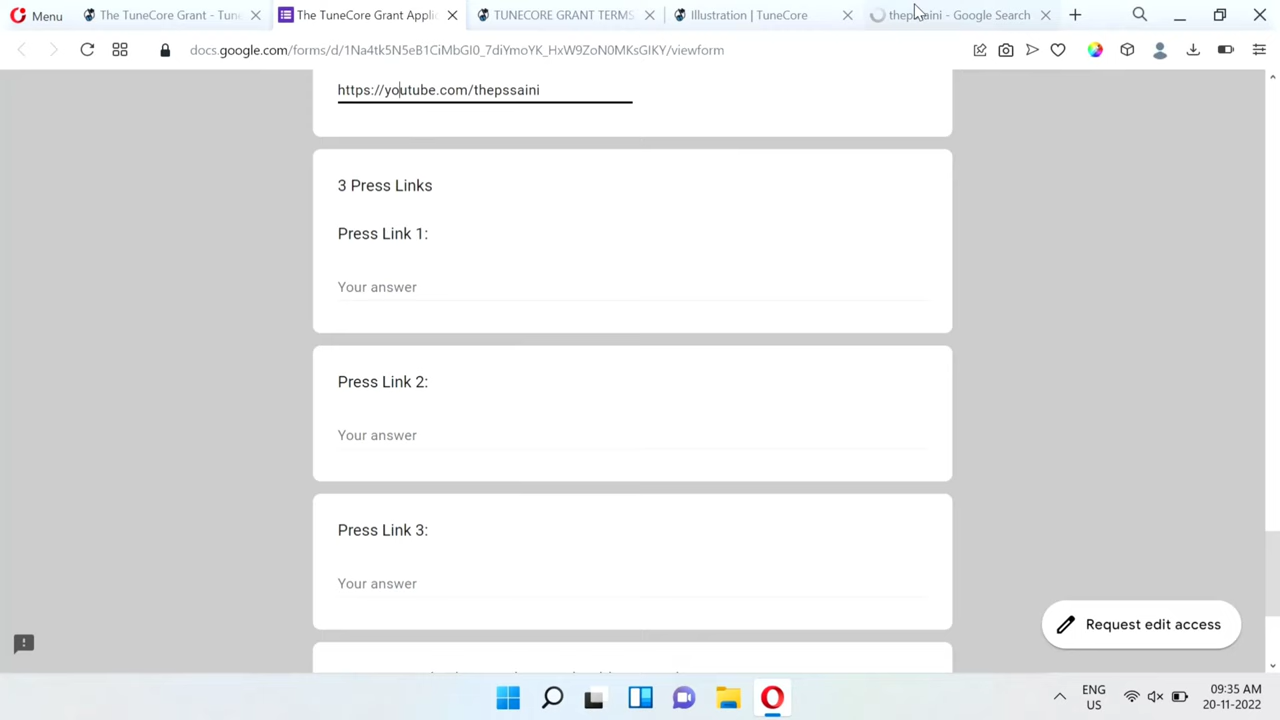 Menu
The TuneCore Grant - Tune
The TuneCore Grant Applic
TUNECORE GRANT TERMS
Illustration | TuneCore
thepssaini - Google Search
docs.google.com/forms/d/1Na4tk5N5eB1CiMbGI0_7diYmoYK_HxW9ZoN0MKsGIKY/viewform
https://youtube.com/thepssaini
3 Press Links
Press Link 1:
Your answer
Press Link 2:
Your answer
Press Link 3:
Your answer
Request edit access
ENG
US
09:35 AM
20-11-2022